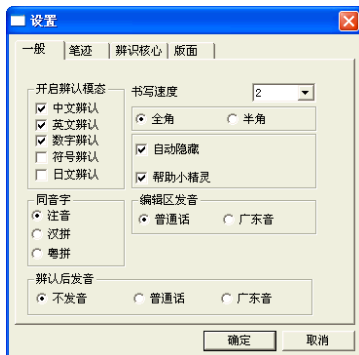 设置
一般 笔迹 辨识核心 版面
开启辨认模态
中文辨认
英文辨认
数字辨认
符号辨认
日文辨认
书写速度 2
全角 半角
自动隐藏
帮助小精灵
同音字
注音
汉拼
粤拼
编辑区发音
普通话 广东音
辨认后发音
不发音 普通话 广东音
确定 取消